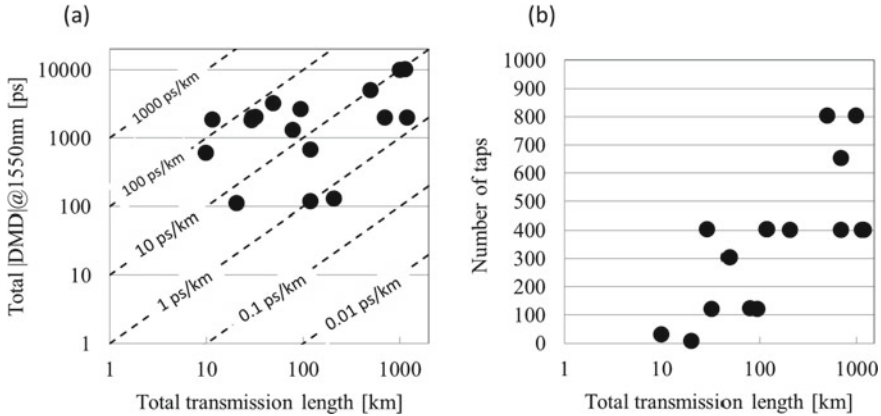 (a)
Total |DMD|@1550nm [ps]
10000
1000
100
10
1
1000 ps/km
100 ps/km
10 ps/km
1 ps/km
0.1 ps/km
0.01 ps/km
1 10 100 1000
Total transmission length [km]
(b)
Number of taps
1000
900
800
700
600
500
400
300
200
100
0
1 10 100 1000
Total transmission length [km]